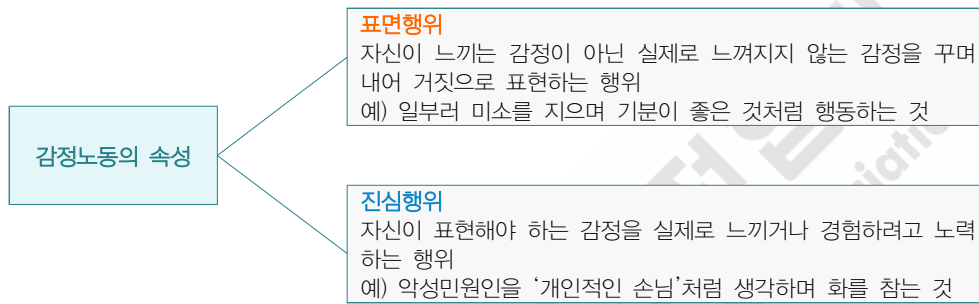 표면행위
자신이 느끼는 감정이 아닌 실제로 느껴지지 않는 감정을 꾸며
내어 거짓으로 표현하는 행위
예) 일부러 미소를 지으며 기분이 좋은 것처럼 행동하는 것
감정노동의 속성
진심행위
자신이 표현해야 하는 감정을 실제로 느끼거나 경험하려고 노력
하는 행위
예) 악성민원인을 ‘개인적인 손님’처럼 생각하며 화를 참는 것